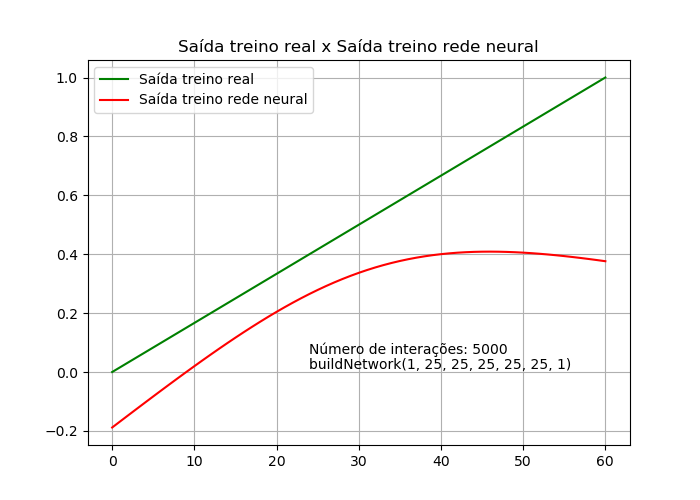 Saída treino real x Saída treino rede neural
Saída treino real
Saída treino rede neural
1.0
0.8
0.6
0.4
0.2
0.0
−0.2
Número de interações: 5000
buildNetwork(1, 25, 25, 25, 25, 25, 1)
0
10
20
30
40
50
60